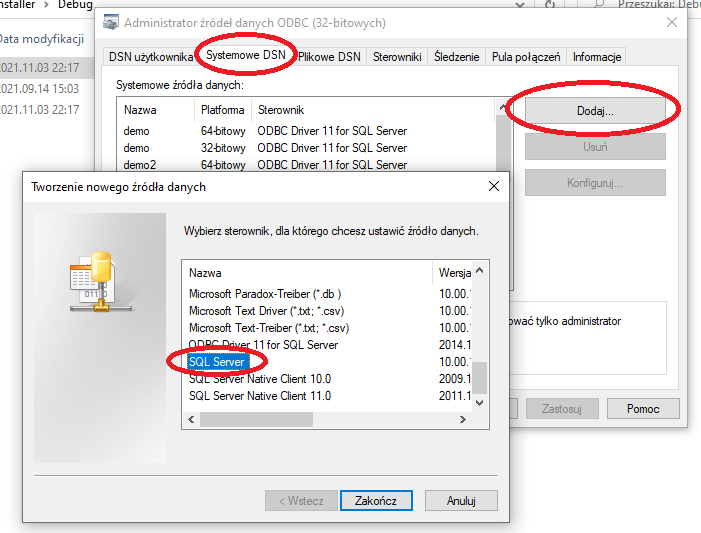 Installer > Debug
Przeszukaj: Deb
Data modyfikacji
2021.11.03 22:17
2021.09.14 15:03
2021.11.03 22:17
Administrator źródeł danych ODBC (32-bitowych)
DSN użytkownika Systemowe DSN Plikowe DSN Sterowniki Śledzenie Pula połączeń Informacje
Systemowe źródła danych:
Nazwa Platforma Sterownik
demo 64-bitowy ODBC Driver 11 for SQL Server
demo 32-bitowy ODBC Driver 11 for SQL Server
demo2 64-bitowy ODBC Driver 11 for SQL Server
Dodaj...
Usuń
Konfiguruj...
ować tylko administrator
Zastosuj Pomoc
Tworzenie nowego źródła danych
Wybierz sterownik, dla którego chcesz ustawić źródło danych.
Nazwa Wersja
Microsoft Paradox-Treiber (*.db ) 10.00.
Microsoft Text Driver (*.txt; *.csv) 10.00.
Microsoft Text-Treiber (*.txt; *.csv) 10.00.
ODBC Driver 11 for SQL Server 2014.1
SQL Server 10.00.
SQL Server Native Client 10.0 2009.1
SQL Server Native Client 11.0 2011.1
< Wstecz Zakończ Anuluj